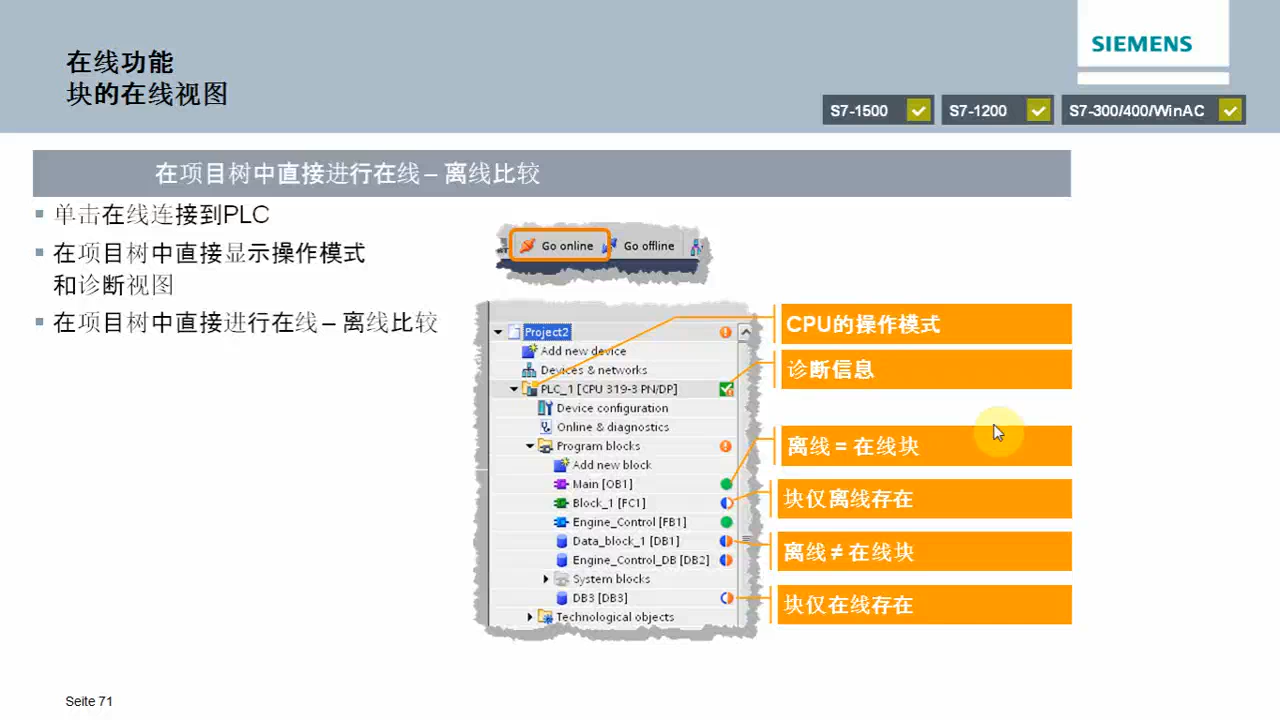 在线功能
块的在线视图
SIEMENS
S7-1500
S7-1200
S7-300/400/WinAC
在项目树中直接进行在线 – 离线比较
单击在线连接到PLC
在项目树中直接显示操作模式
和诊断视图
在项目树中直接进行在线 – 离线比较
Go online
Go offline
Project2
Add new device
Devices & networks
PLC_1 [CPU 319-3 PN/DP]
Device configuration
Online & diagnostics
Program blocks
Add new block
Main [OB1]
Block_1 [FC1]
Engine_Control [FB1]
Data_block_1 [DB1]
Engine_Control_DB [DB2]
System blocks
DB3 [DB3]
Technological objects
CPU的操作模式
诊断信息
离线 = 在线块
块仅离线存在
离线 ≠ 在线块
块仅在线存在
Seite 71